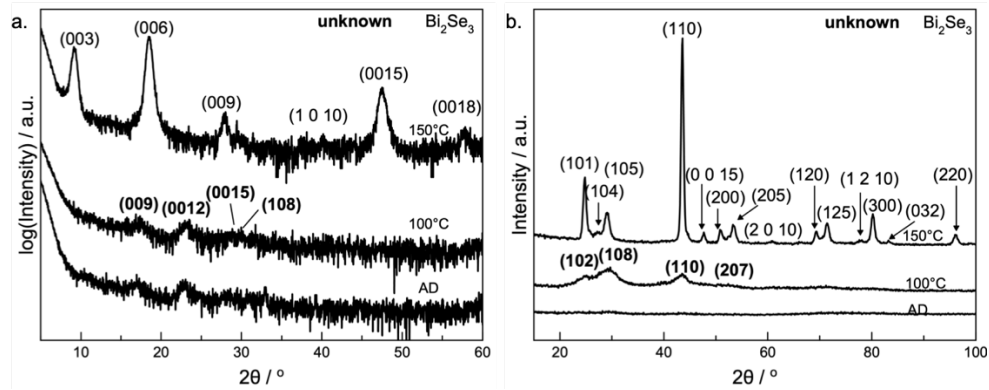 a.
unknown Bi₂Se₃
(003)
(006)
(009)
(1 0 10)
(0015)
(0018)
150°C
(009)
(0012)
(0015)
(108)
100°C
AD
log(Intensity) / a.u.
10 20 30 40 50 60
2θ / °
b.
unknown Bi₂Se₃
(110)
(101)
(105)
(104)
(0 0 15)
(200)
(205)
(2 0 10)
(120)
(125)
(1 2 10)
(300)
(032)
(220)
150°C
(102)
(108)
(110)
(207)
100°C
AD
Intensity / a.u.
20 40 60 80 100
2θ / °